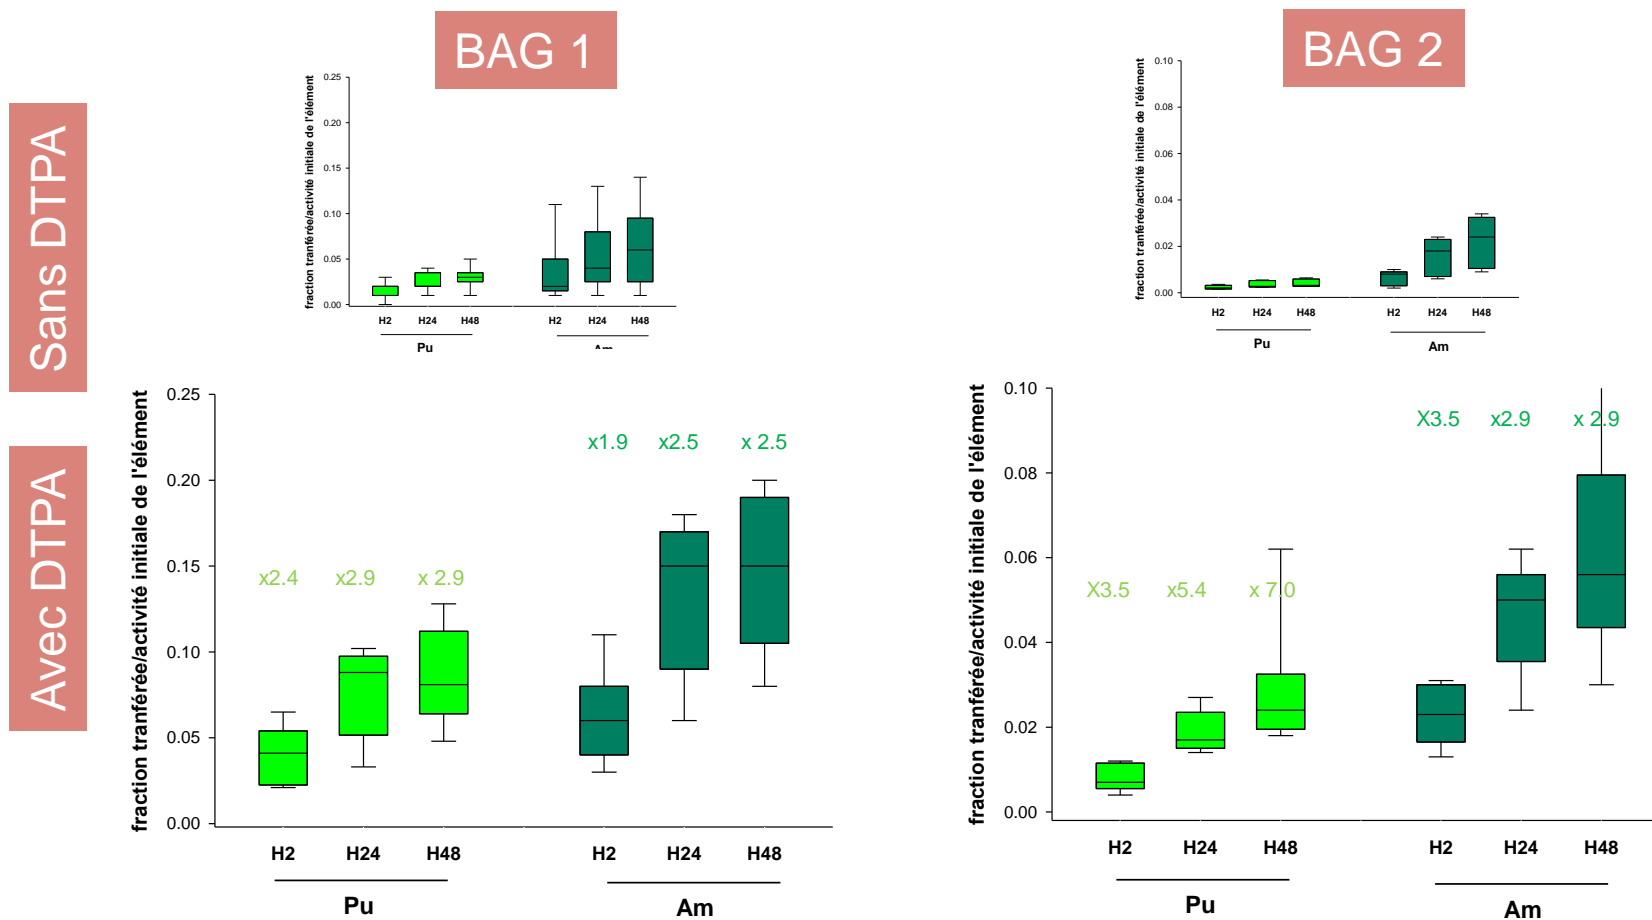 BAG 1
BAG 2
Sans DTPA
fraction tranférée/activité initiale de l'élément
0.25
0.20
0.15
0.10
0.05
0.00
H2 H24 H48 H2 H24 H48
Pu Am
fraction tranférée/activité initiale de l'élément
0.10
0.08
0.06
0.04
0.02
0.00
H2 H24 H48 H2 H24 H48
Pu Am
Avec DTPA
fraction tranférée/activité initiale de l'élément
0.25
0.20
0.15
0.10
0.05
0.00
x1.9 x2.5 x 2.5
x2.4 x2.9 x 2.9
H2 H24 H48 H2 H24 H48
Pu Am
fraction tranférée/activité initiale de l'élément
0.10
0.08
0.06
0.04
0.02
0.00
X3.5 x2.9 x 2.9
X3.5 x5.4 x 7.0
H2 H24 H48 H2 H24 H48
Pu Am